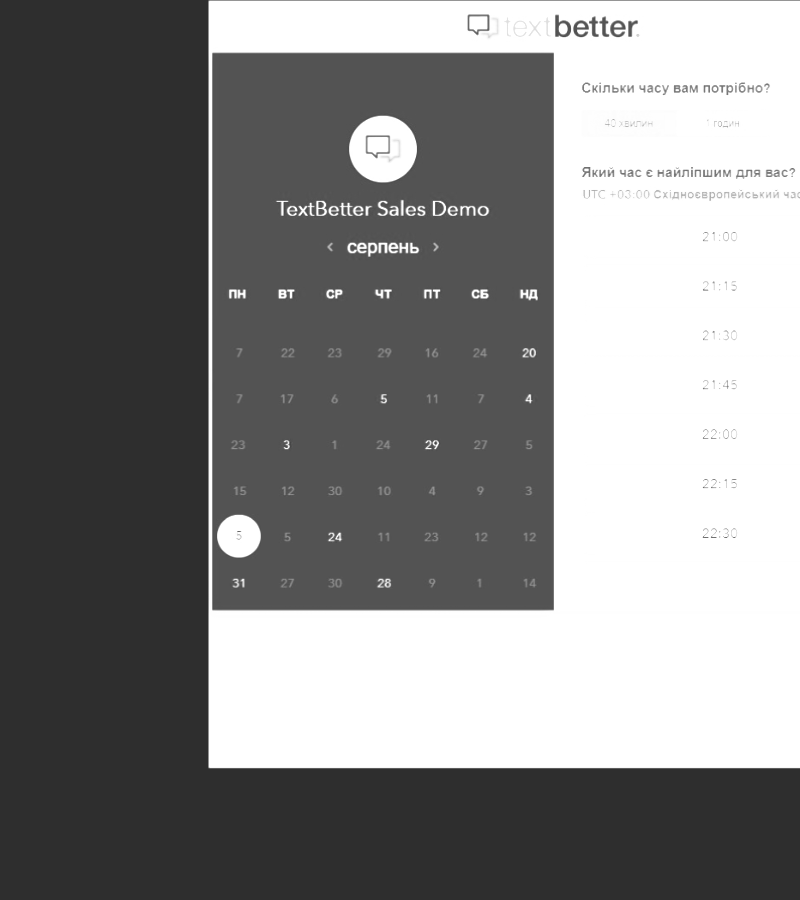 textbetter.
TextBetter Sales Demo
‹ серпень ›
ПН ВТ СР ЧТ ПТ СБ НД
7 22 23 29 16 24 20
7 17 6 5 11 7 4
23 3 1 24 29 27 5
15 12 30 10 4 9 3
5 5 24 11 23 12 12
31 27 30 28 9 1 14
Скільки часу вам потрібно?
40 хвилин 1 годин
Який час є найліпшим для вас?
UTC +03:00 Східноєвропейський час
21:00
21:15
21:30
21:45
22:00
22:15
22:30